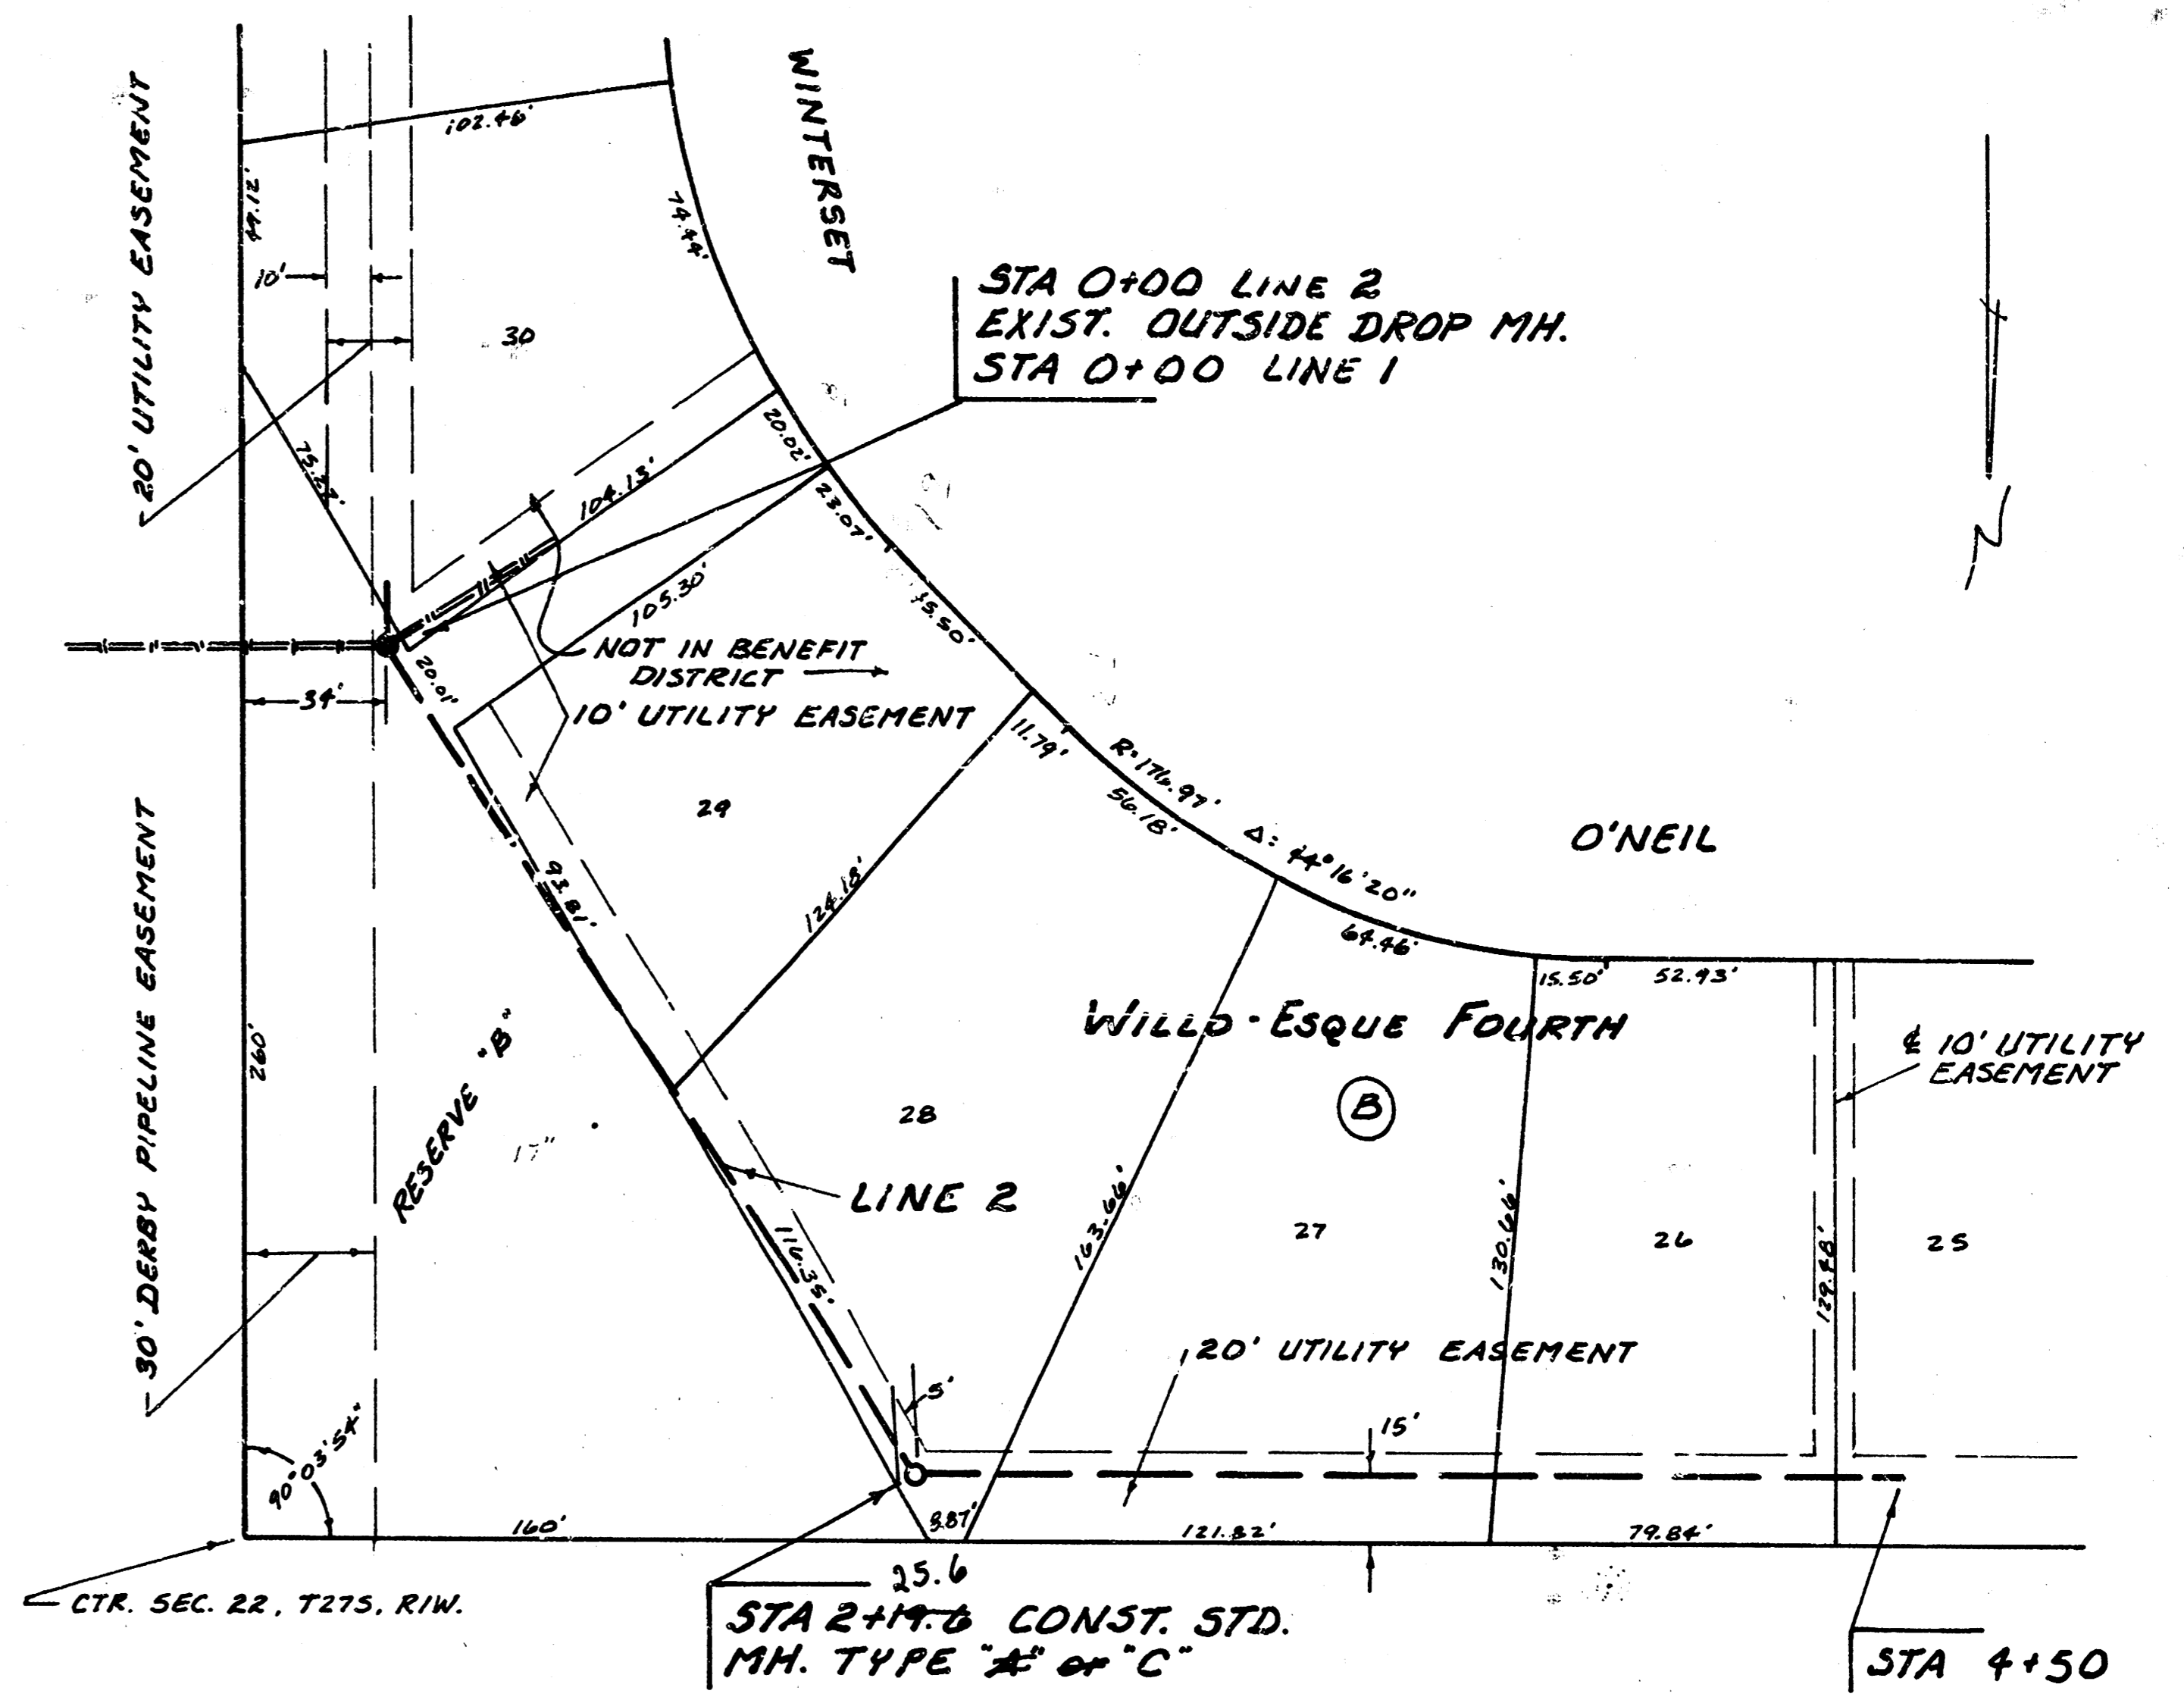 WINTERSET
20' UTILITY EASEMENT
102.46'
74.44'
10'
30
STA 0+00 LINE 2
EXIST. OUTSIDE DROP MH.
STA 0+00 LINE 1
20.02'
104.13'
23.07'
105.30'
15.50'
NOT IN BENEFIT
DISTRICT
20.01'
34'
10' UTILITY EASEMENT
11.79'
R=176.97'
56.18'
Δ: 44° 16' 20"
O'NEIL
29
93.81'
124.18'
64.46'
15.50'
52.93'
30' DERBY PIPELINE EASEMENT
260'
RESERVE "B"
WILLO-ESQUE FOURTH
₵ 10' UTILITY
EASEMENT
B
28
17"
LINE 2
116.35'
163.66'
27
130.66'
26
129.48'
25
20' UTILITY EASEMENT
5'
15'
90° 03' 54"
160'
121.82'
79.84'
CTR. SEC. 22, T27S, R1W.
25.6
STA 2+19.6 CONST. STD.
MH. TYPE "A" or "C"
STA 4+50